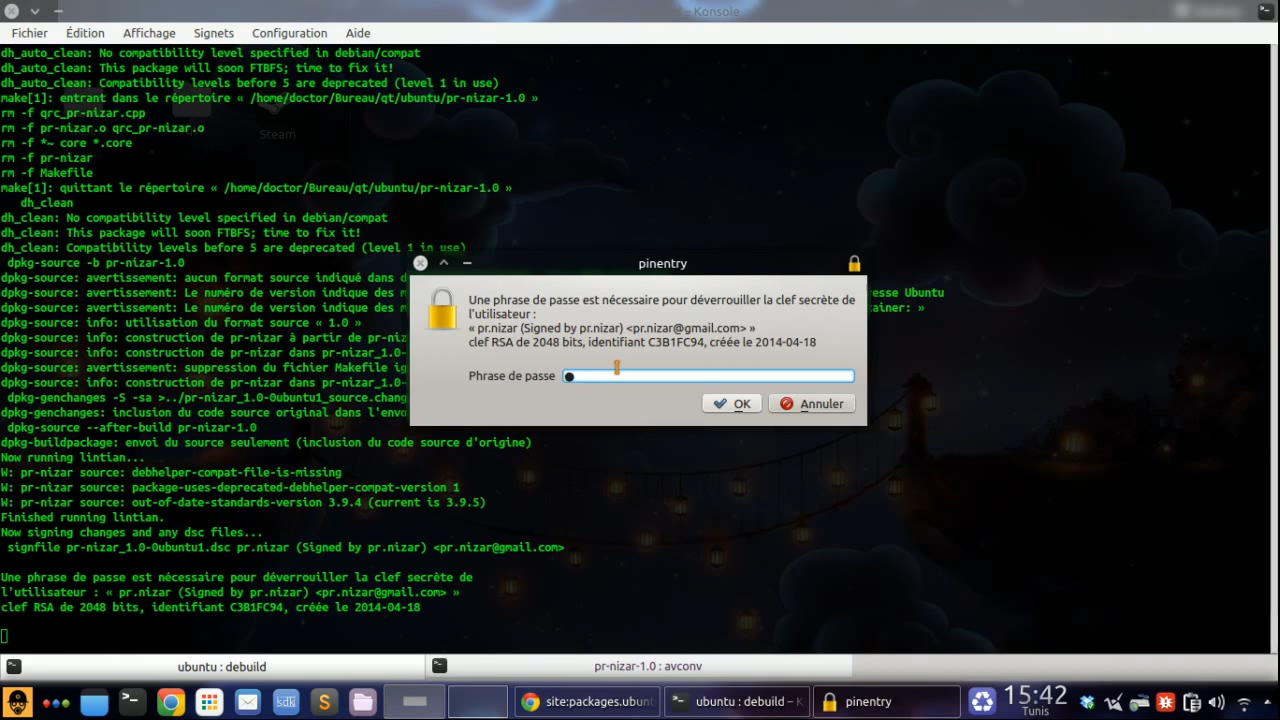 – Konsole
Fichier Édition Affichage Signets Configuration Aide
dh_auto_clean: No compatibility level specified in debian/compat
dh_auto_clean: This package will soon FTBFS; time to fix it!
dh_auto_clean: Compatibility levels before 5 are deprecated (level 1 in use)
make[1]: entrant dans le répertoire « /home/doctor/Bureau/qt/ubuntu/pr-nizar-1.0 »
rm -f qrc_pr-nizar.cpp
rm -f pr-nizar.o qrc_pr-nizar.o
rm -f *~ core *.core
Steam
rm -f pr-nizar
rm -f Makefile
make[1]: quittant le répertoire « /home/doctor/Bureau/qt/ubuntu/pr-nizar-1.0 »
dh_clean
dh_clean: No compatibility level specified in debian/compat
dh_clean: This package will soon FTBFS; time to fix it!
dh_clean: Compatibility levels before 5 are deprecated (level 1 in use)
dpkg-source -b pr-nizar-1.0
dpkg-source: avertissement: aucun format source indiqué dans d
dpkg-source: avertissement: Le numéro de version indique des m
resse Ubuntu
dpkg-source: avertissement: Le numéro de version indique des m
tainer: »
dpkg-source: info: utilisation du format source « 1.0 »
dpkg-source: info: construction de pr-nizar à partir de pr-niz
dpkg-source: info: construction de pr-nizar dans pr-nizar_1.0-
dpkg-source: avertissement: suppression du fichier Makefile ig
dpkg-source: info: construction de pr-nizar dans pr-nizar_1.0-
dpkg-genchanges -S -sa >../pr-nizar_1.0-0ubuntu1_source.chang
dpkg-genchanges: inclusion du code source original dans l'envo
dpkg-source --after-build pr-nizar-1.0
dpkg-buildpackage: envoi du source seulement (inclusion du code source d'origine)
Now running lintian...
W: pr-nizar source: debhelper-compat-file-is-missing
W: pr-nizar source: package-uses-deprecated-debhelper-compat-version 1
W: pr-nizar source: out-of-date-standards-version 3.9.4 (current is 3.9.5)
Finished running lintian.
Now signing changes and any dsc files...
signfile pr-nizar_1.0-0ubuntu1.dsc pr.nizar (Signed by pr.nizar) <pr.nizar@gmail.com>
Une phrase de passe est nécessaire pour déverrouiller la clef secrète de
l'utilisateur : « pr.nizar (Signed by pr.nizar) <pr.nizar@gmail.com> »
clef RSA de 2048 bits, identifiant C3B1FC94, créée le 2014-04-18
pinentry
Une phrase de passe est nécessaire pour déverrouiller la clef secrète de
l'utilisateur :
« pr.nizar (Signed by pr.nizar) <pr.nizar@gmail.com> »
clef RSA de 2048 bits, identifiant C3B1FC94, créée le 2014-04-18
Phrase de passe
OK Annuler
ubuntu : debuild pr-nizar-1.0 : avconv
sdk S site:packages.ubunt ubuntu : debuild – K pinentry 15:42
Tunis